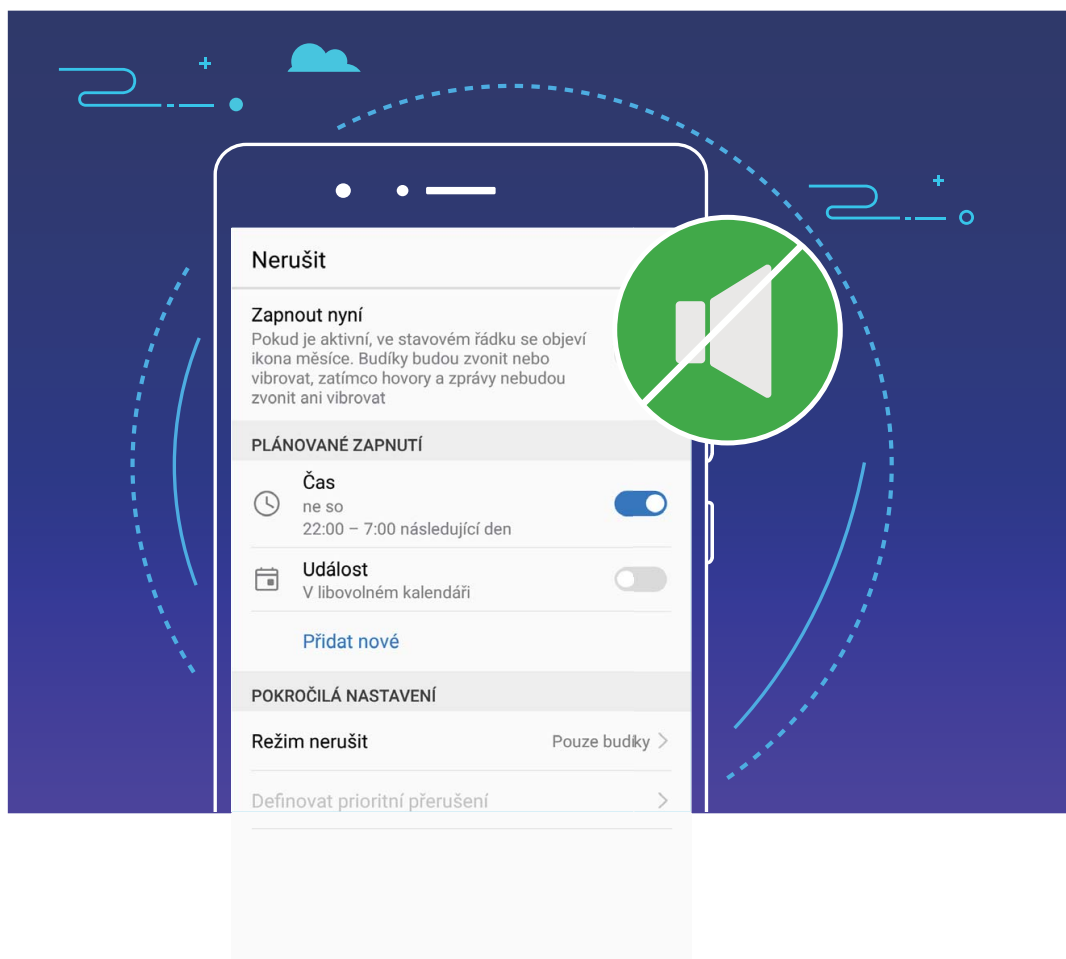 Nerušit
Zapnout nyní
Pokud je aktivní, ve stavovém řádku se objeví
ikona měsíce. Budíky budou zvonit nebo
vibrovat, zatímco hovory a zprávy nebudou
zvonit ani vibrovat
PLÁNOVANÉ ZAPNUTÍ
Čas
ne so
22:00 – 7:00 následující den
Událost
V libovolném kalendáři
Přidat nové
POKROČILÁ NASTAVENÍ
Režim nerušit Pouze budíky
Definovat prioritní přerušení